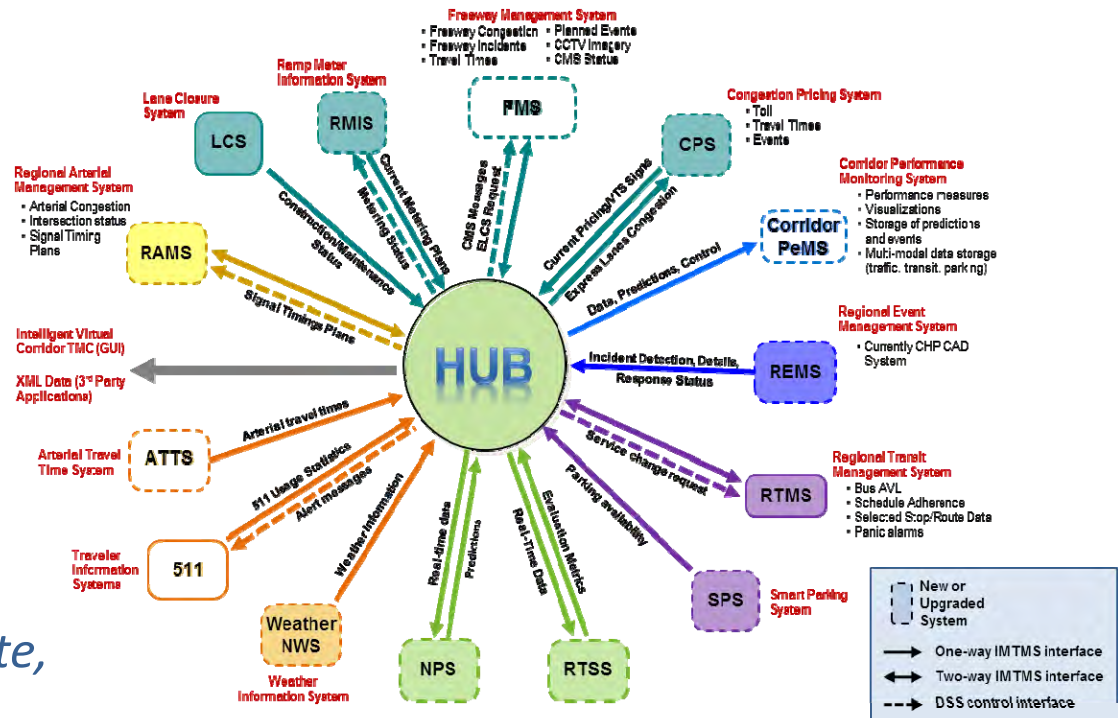 Freeway Management System
▪ Freeway Congestion
▪ Freeway Incidents
▪ Travel Times
▪ Planned Events
▪ CCTV Imagery
▪ CMS Status
FMS
Ramp Meter
Information System
RMIS
Lane Closure
System
LCS
Congestion Pricing System
▪ Toll
▪ Travel Times
▪ Events
CPS
Regional Arterial
Management System
▪ Arterial Congestion
▪ Intersection status
▪ Signal Timing
Plans
RAMS
Corridor Performance
Monitoring System
▪ Performance measures
▪ Visualizations
▪ Storage of predictions
and events
▪ Multi-modal data storage
(traffic, transit, parking)
Corridor
PeMS
Construction/Maintenance
Status
Current Metering Plans
Metering Status
CMS Messages
ELCS Request
Current Pricing/VTS Signs
Express Lanes Congestion
Data, Predictions, Control
Signal Timings Plans
HUB
Intelligent Virtual
Corridor TMC (GUI)
XML Data (3rd Party
Applications)
Regional Event
Management System
▪ Currently CHP CAD
System
REMS
Incident Detection, Details,
Response Status
Arterial Travel
Time System
ATTS
Arterial travel times
511 Usage Statistics
Alert messages
Weather Information
Real-time data
Predictions
Evaluation Metrics
Real-Time Data
Parking availability
Service change request
Regional Transit
Management System
▪ Bus AVL
▪ Schedule Adherence
▪ Selected Stop/Route Data
▪ Panic alarms
RTMS
Traveler
Information
Systems
511
Weather
NWS
Weather
Information System
NPS
RTSS
SPS
Smart Parking
System
te,
New or
Upgraded
System
One-way IMTMS interface
Two-way IMTMS interface
DSS control interface